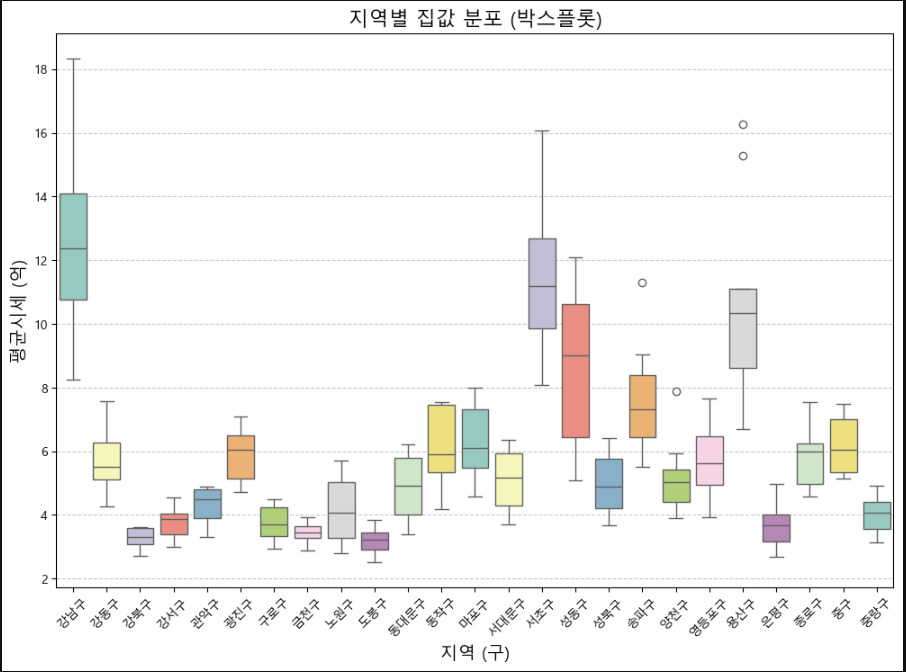 지역별 집값 분포 (박스플롯)
평균시세 (억)
18
16
14
12
10
8
6
4
2
강남구
강동구
강북구
강서구
관악구
광진구
구로구
금천구
노원구
도봉구
동대문구
동작구
마포구
서대문구
서초구
성동구
성북구
송파구
양천구
영등포구
용산구
은평구
종로구
중구
중랑구
지역 (구)